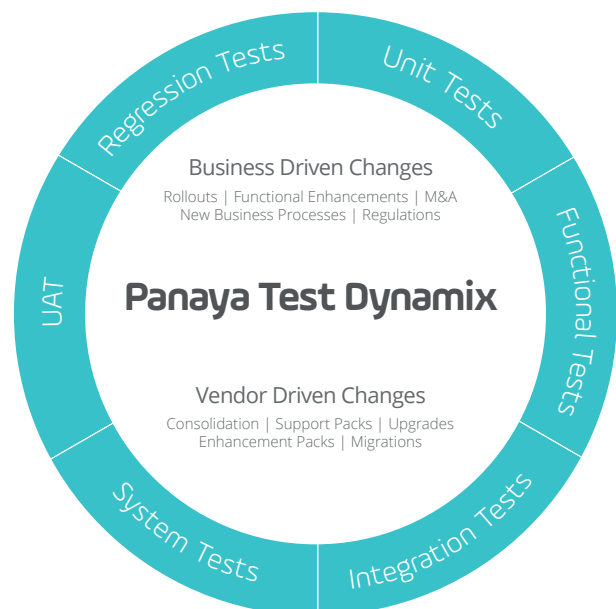 Regression Tests
Unit Tests
Functional Tests
Integration Tests
System Tests
UAT
Business Driven Changes
Rollouts | Functional Enhancements | M&A
New Business Processes | Regulations
Panaya Test Dynamix
Vendor Driven Changes
Consolidation | Support Packs | Upgrades
Enhancement Packs | Migrations